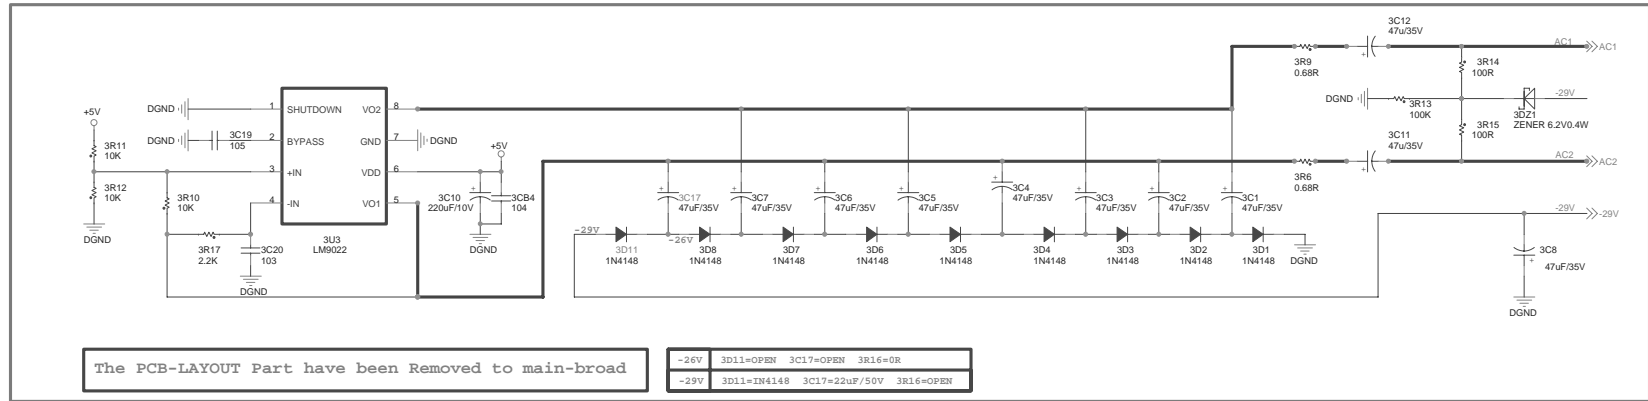 +5V
3R11
10K
3R12
10K
DGND
3R10
10K
3R17
2.2K
3C20
103
DGND
DGND
3C19
105
DGND
1 SHUTDOWN
2 BYPASS
3 +IN
4 -IN
VO2 8
GND 7
VDD 6
VO1 5
3U3
LM9022
DGND
+5V
3C10
220uF/10V
3CB4
104
DGND
3C17
47uF/35V
3C7
47uF/35V
3C6
47uF/35V
3C5
47uF/35V
3C4
47uF/35V
3C3
47uF/35V
3C2
47uF/35V
3C1
47uF/35V
-29V
3D11
1N4148
-26V
3D8
1N4148
3D7
1N4148
3D6
1N4148
3D5
1N4148
3D4
1N4148
3D3
1N4148
3D2
1N4148
3D1
1N4148
DGND
3R9
0.68R
3C12
47u/35V
AC1
AC1
3R14
100R
DGND
3R13
100K
3R15
100R
3DZ1
ZENER 6.2V0.4W
-29V
3C11
47u/35V
3R6
0.68R
AC2
AC2
-29V
-29V
3C8
47uF/35V
DGND
The PCB-LAYOUT Part have been Removed to main-broad
-26V 3D11=OPEN 3C17=OPEN 3R16=0R
-29V 3D11=IN4148 3C17=22uF/50V 3R16=OPEN